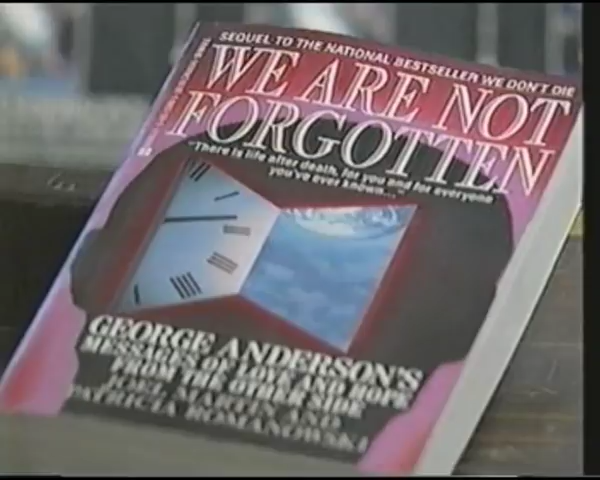 SEQUEL TO THE NATIONAL BESTSELLER WE DON'T DIE
WE ARE NOT
FORGOTTEN
"There is life after death, for you and for everyone
you've ever known..."
GEORGE ANDERSON'S
MESSAGES OF LOVE AND HOPE
FROM THE OTHER SIDE
JOEL MARTIN AND
PATRICIA ROMANOWSKI